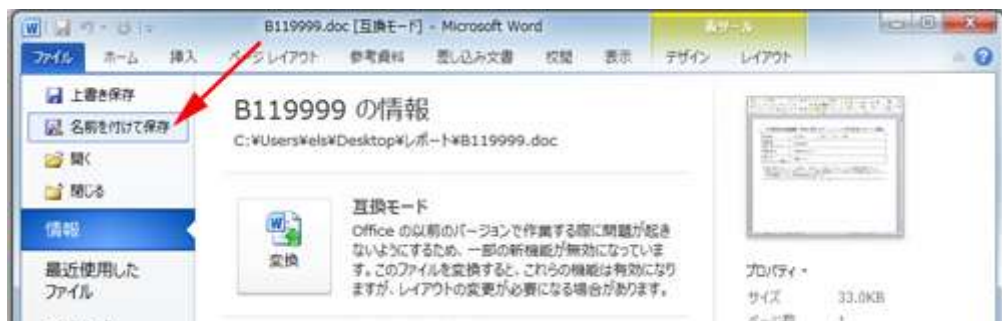 B119999.doc [互換モード] - Microsoft Word
表ツール
ファイル ホーム 挿入 ページ レイアウト 参考資料 差し込み文書 校閲 表示 デザイン レイアウト
上書き保存
名前を付けて保存
開く
閉じる
情報
最近使用した
ファイル
B119999 の情報
C:¥Users¥els¥Desktop¥レポート¥B119999.doc
変換
互換モード
Office の以前のバージョンで作業する際に問題が起き
ないようにするため、一部の新機能が無効になっていま
す。このファイルを変換すると、これらの機能は有効になり
ますが、レイアウトの変更が必要になる場合があります。
プロパティ
サイズ 33.0KB